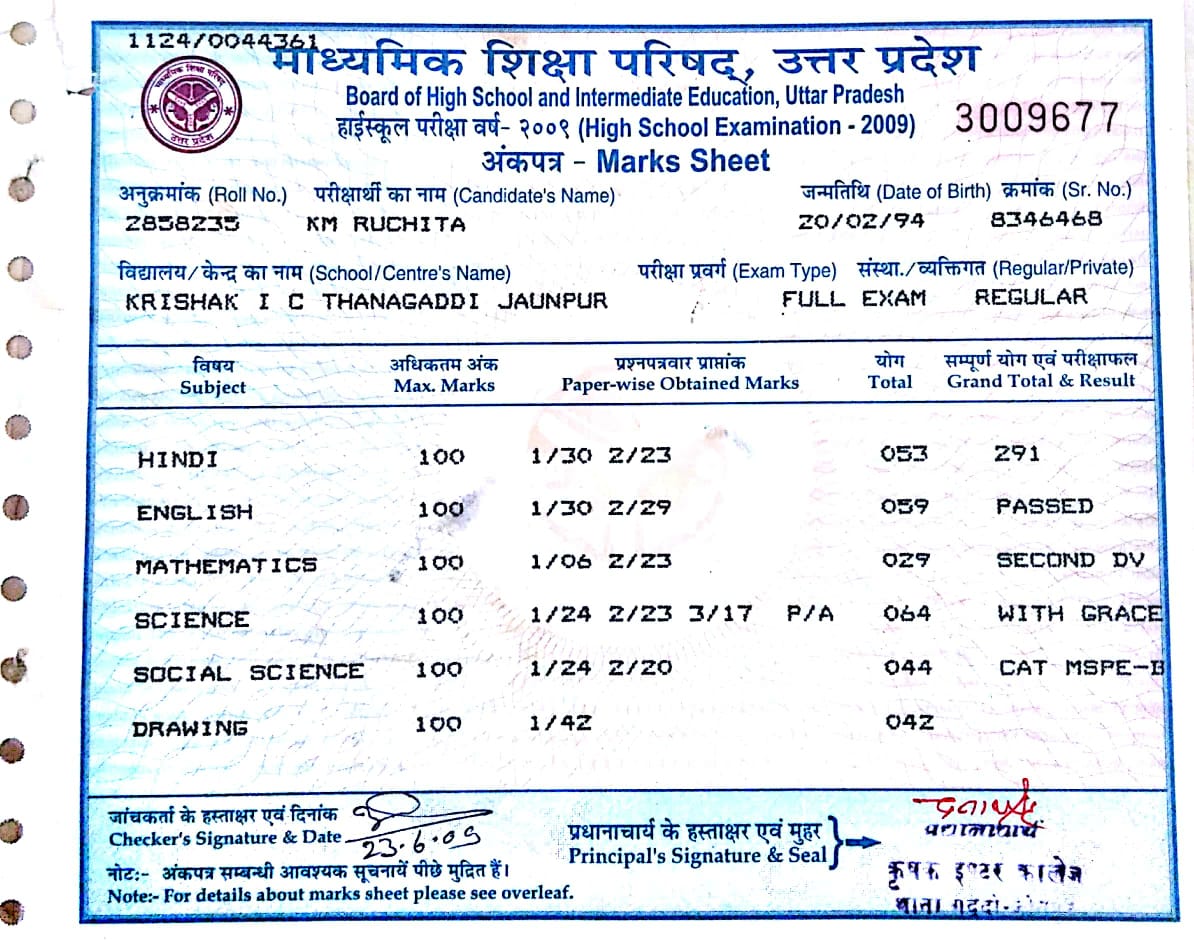 1124/0044361
माध्यमिक शिक्षा परिषद्, उत्तर प्रदेश
माध्यमिक शिक्षा परिषद्
उत्तर प्रदेश
Board of High School and Intermediate Education, Uttar Pradesh
हाईस्कूल परीक्षा वर्ष- २००९ (High School Examination - 2009) 3009677
अंकपत्र - Marks Sheet
अनुक्रमांक (Roll No.) परीक्षार्थी का नाम (Candidate's Name) जन्मतिथि (Date of Birth) क्रमांक (Sr. No.)
2858235 KM RUCHITA 20/02/94 8346468
विद्यालय/केन्द्र का नाम (School/Centre's Name) परीक्षा प्रवर्ग (Exam Type) संस्था./व्यक्तिगत (Regular/Private)
KRISHAK I C THANAGADDI JAUNPUR FULL EXAM REGULAR
विषय अधिकतम अंक प्रश्नपत्रवार प्राप्तांक योग सम्पूर्ण योग एवं परीक्षाफल
Subject Max. Marks Paper-wise Obtained Marks Total Grand Total & Result
HINDI 100 1/30 2/23 053 291
ENGLISH 100 1/30 2/29 059 PASSED
MATHEMATICS 100 1/06 2/23 029 SECOND DV
SCIENCE 100 1/24 2/23 3/17 P/A 064 WITH GRACE
SOCIAL SCIENCE 100 1/24 2/20 044 CAT MSPE-B
DRAWING 100 1/42 042
जांचकर्ता के हस्ताक्षर एवं दिनांक
Checker's Signature & Date 23.6.09
प्रधानाचार्य के हस्ताक्षर एवं मुहर
Principal's Signature & Seal
प्रधानाचार्य
कृषक इण्टर कालेज
नोट:- अंकपत्र सम्बन्धी आवश्यक सूचनायें पीछे मुद्रित हैं।
Note:- For details about marks sheet please see overleaf.